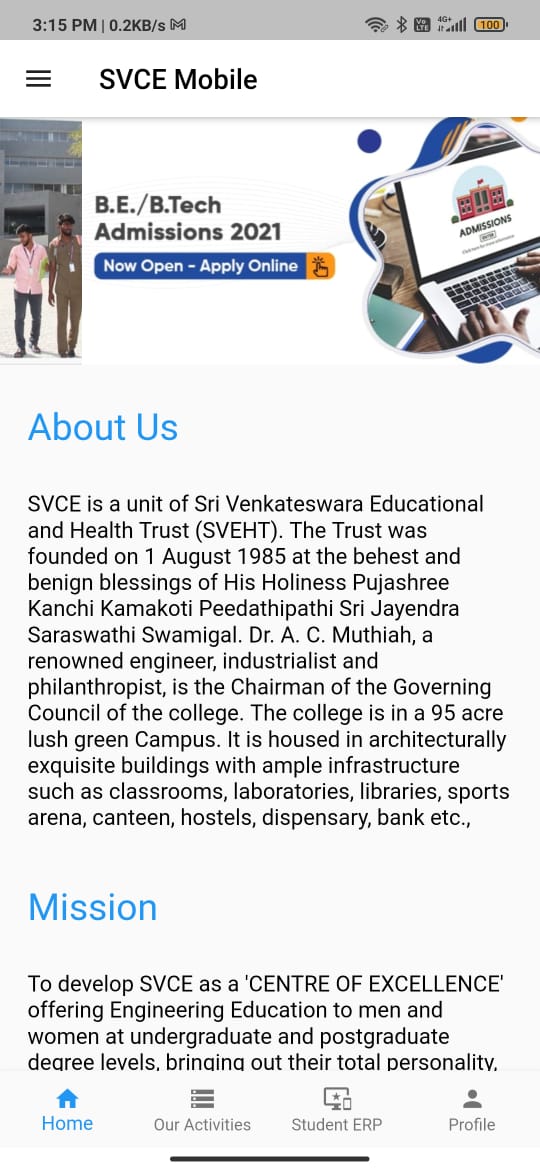 3:15 PM | 0.2KB/s
Vo
LTE
4G+
100
SVCE Mobile
B.E./B.Tech
Admissions 2021
Now Open - Apply Online
ADMISSIONS
About Us
SVCE is a unit of Sri Venkateswara Educational
and Health Trust (SVEHT). The Trust was
founded on 1 August 1985 at the behest and
benign blessings of His Holiness Pujashree
Kanchi Kamakoti Peedathipathi Sri Jayendra
Saraswathi Swamigal. Dr. A. C. Muthiah, a
renowned engineer, industrialist and
philanthropist, is the Chairman of the Governing
Council of the college. The college is in a 95 acre
lush green Campus. It is housed in architecturally
exquisite buildings with ample infrastructure
such as classrooms, laboratories, libraries, sports
arena, canteen, hostels, dispensary, bank etc.,
Mission
To develop SVCE as a 'CENTRE OF EXCELLENCE'
offering Engineering Education to men and
women at undergraduate and postgraduate
degree levels, bringing out their total personality,
Home
Our Activities
Student ERP
Profile